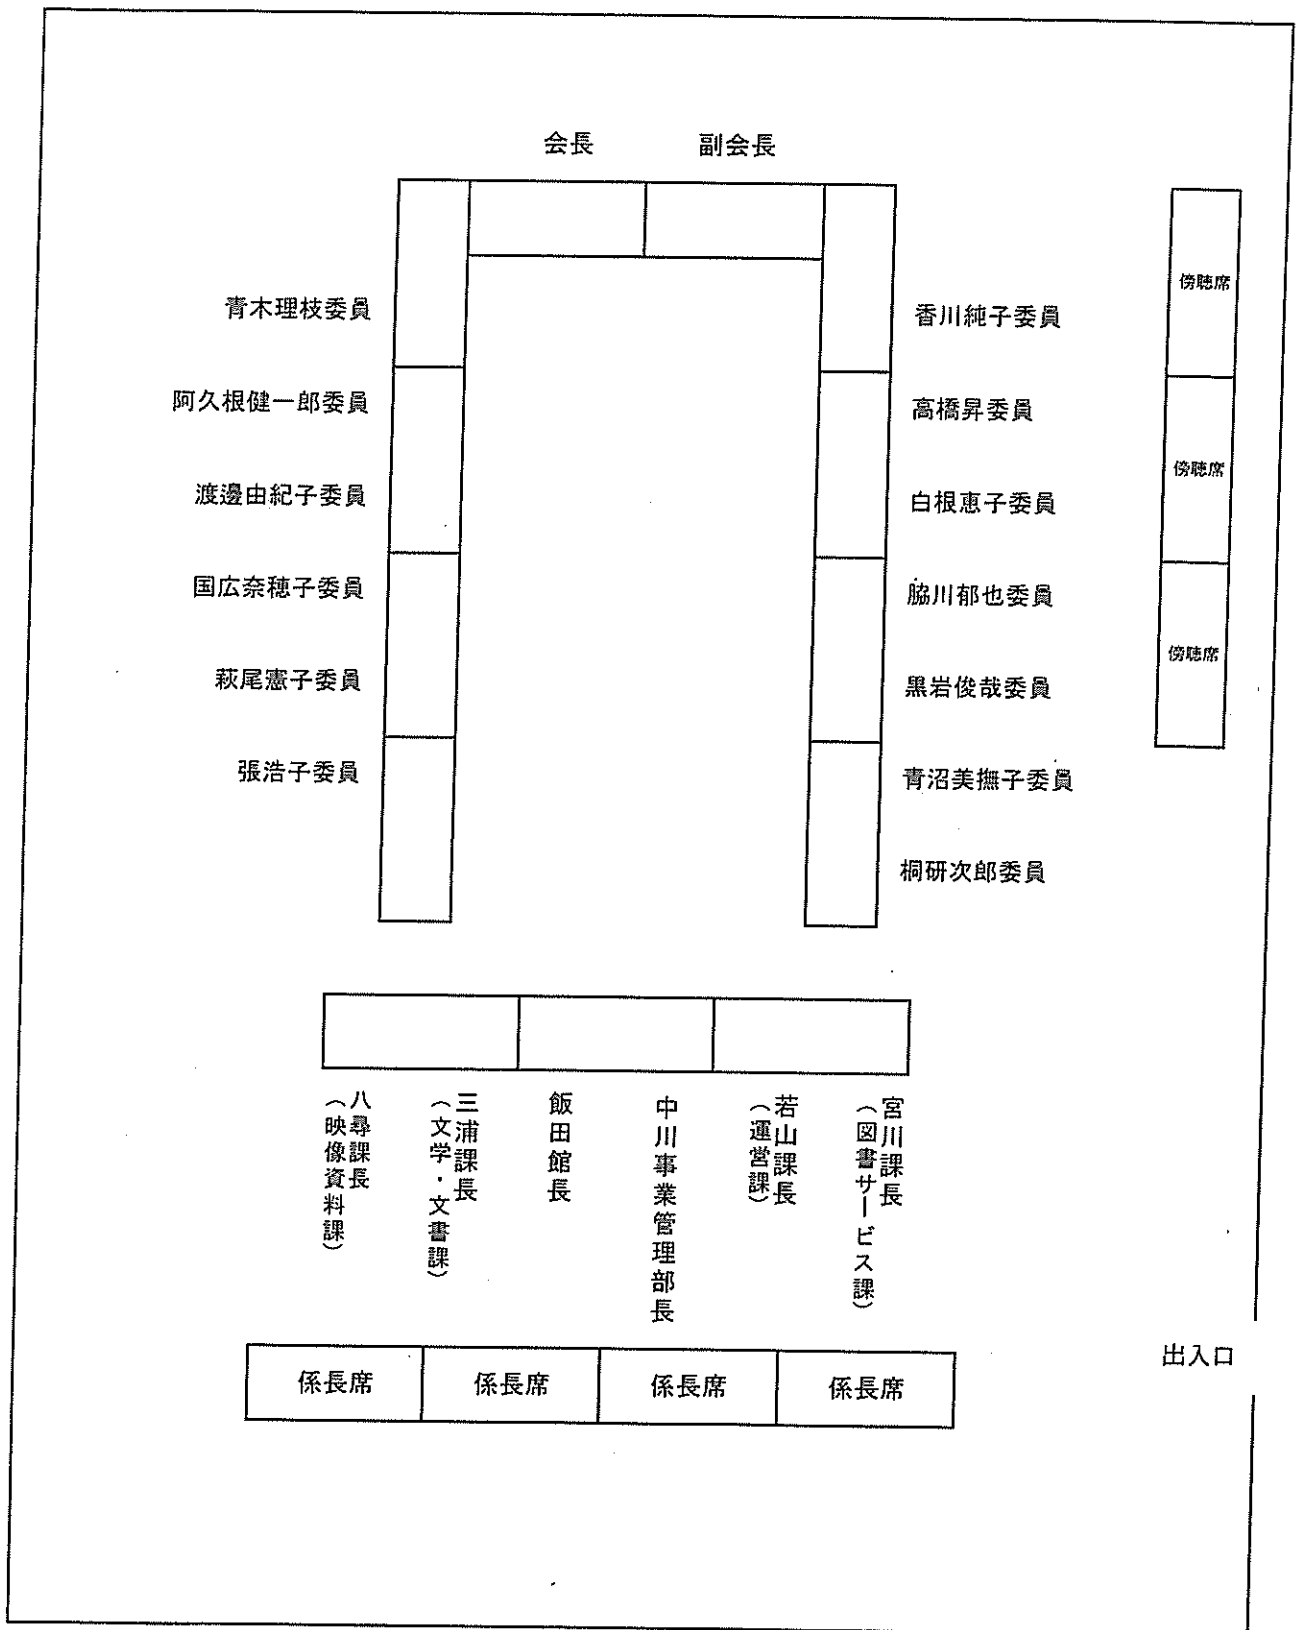 会長
副会長
青木理枝委員
阿久根健一郎委員
渡邊由紀子委員
国広奈穂子委員
萩尾憲子委員
張浩子委員
香川純子委員
高橋昇委員
白根恵子委員
脇川郁也委員
黒岩俊哉委員
青沼美撫子委員
桐研次郎委員
傍聴席
傍聴席
傍聴席
八尋課長
（映像資料課）
三浦課長
（文学・文書課）
飯田館長
中川事業管理部長
若山課長
（運営課）
宮川課長
（図書サービス課）
係長席
係長席
係長席
係長席
出入口